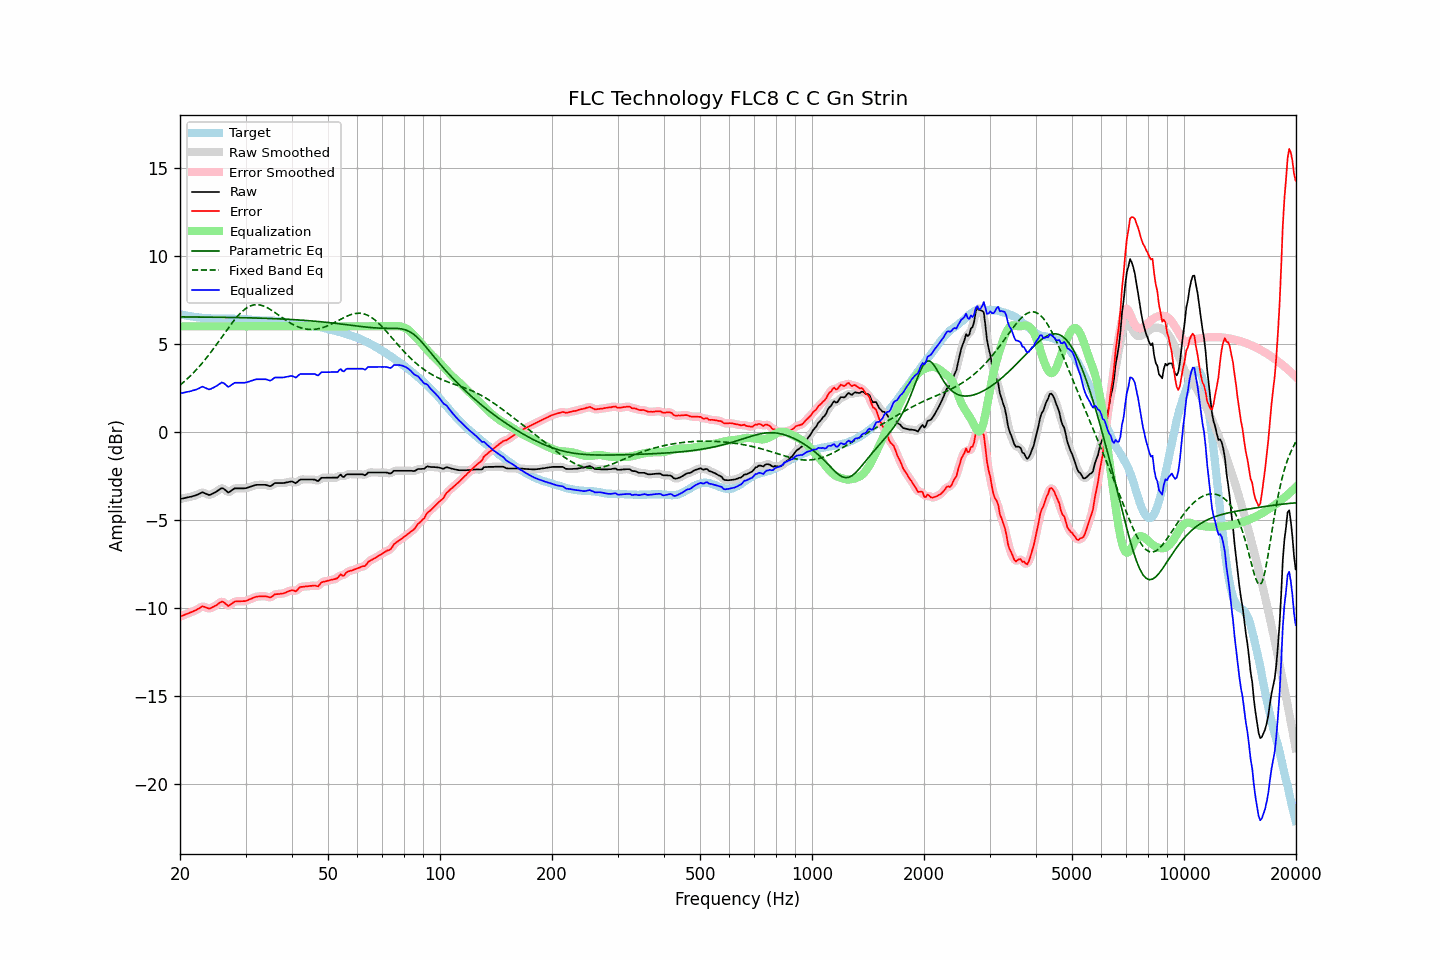 FLC Technology FLC8 C C Gn Strin
Target
Raw Smoothed
Error Smoothed
Raw
Error
Equalization
Parametric Eq
Fixed Band Eq
Equalized
15
10
5
0
−5
−10
−15
−20
Amplitude (dBr)
20 50 100 200 500 1000 2000 5000 10000 20000
Frequency (Hz)